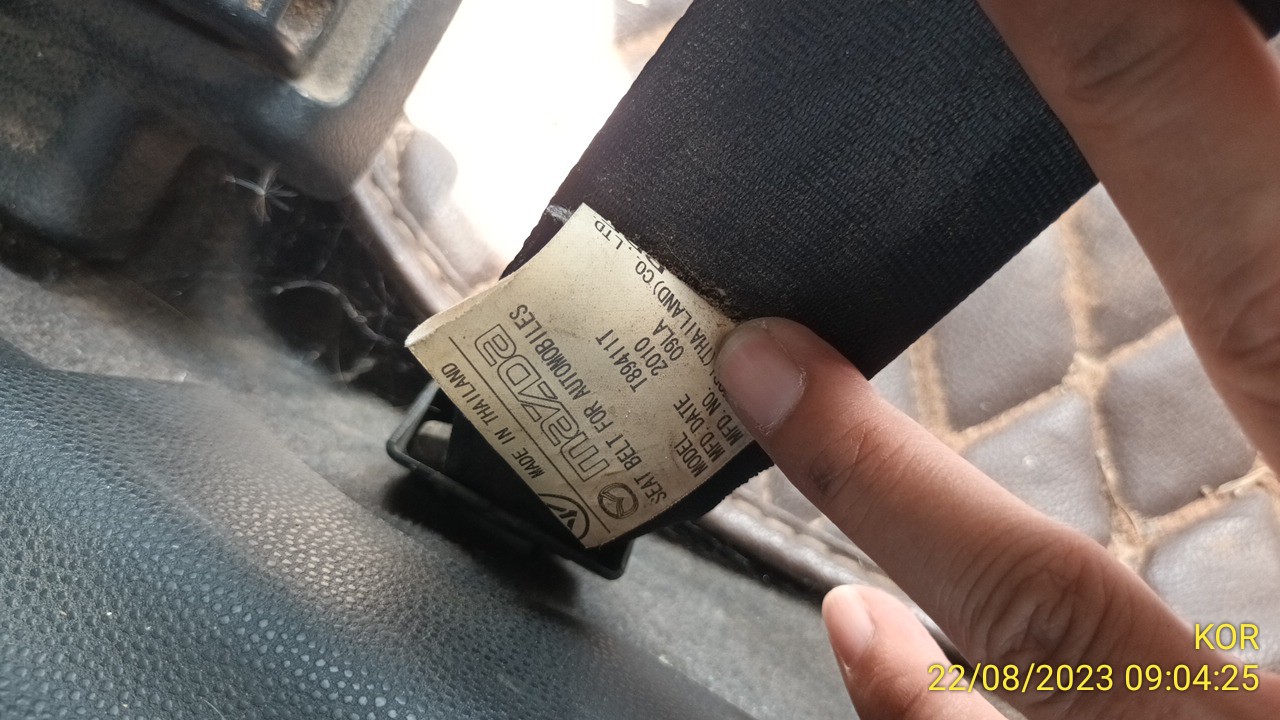 MADE IN THAILAND
mazda
SEAT BELT FOR AUTOMOBILES
MODEL T89411T
MFD. DATE 2010
MFD. NO. 09LA
(THAILAND) CO., LTD.
KOR
22/08/2023 09:04:25